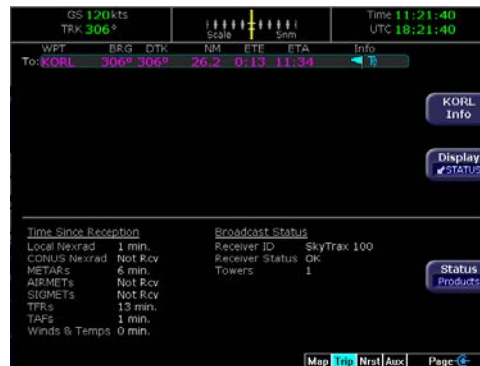 GS 120kts
TRK 306°
Scale 5nm
Time 11:21:40
UTC 18:21:40
WPT BRG DTK NM ETE ETA Info
To: KORL 306° 306° 26.2 0:13 11:34
KORL
Info
Display
STATUS
Time Since Reception
Local Nexrad 1 min.
CONUS Nexrad Not Rcv
METARs 6 min.
AIRMETs Not Rcv
SIGMETs Not Rcv
TFRs 13 min.
TAFs 1 min.
Winds & Temps 0 min.
Broadcast Status
Receiver ID SkyTrax 100
Receiver Status OK
Towers 1
Status
Products
Map Trip Nrst Aux Page